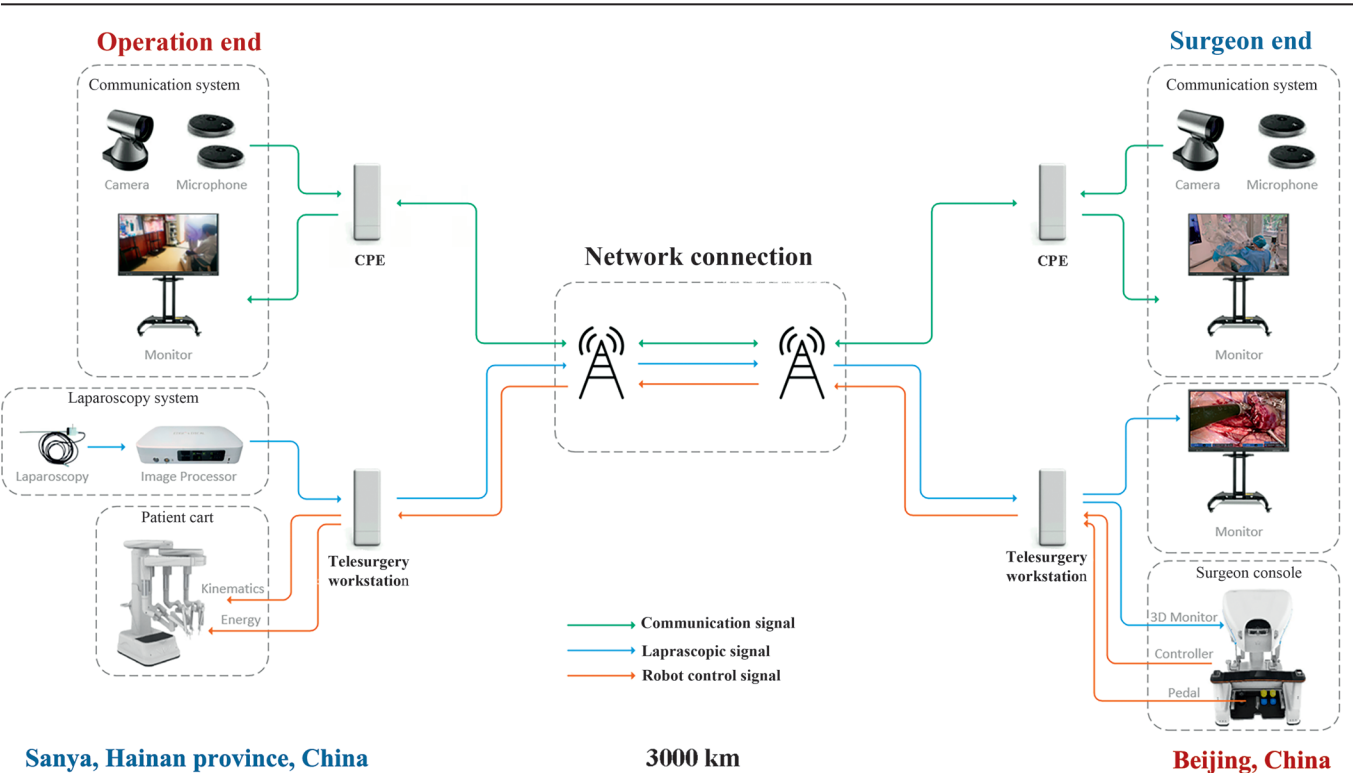 Operation end
Surgeon end
Communication system
Camera
Microphone
Monitor
CPE
Laparoscopy system
Laparoscopy
Image Processor
Patient cart
Kinematics
Energy
Telesurgery
workstation
Network connection
Communication signal
Laprascopic signal
Robot control signal
Communication system
Camera
Microphone
CPE
Monitor
Monitor
Telesurgery
workstation
Surgeon console
3D Monitor
Controller
Pedal
Sanya, Hainan province, China
3000 km
Beijing, China